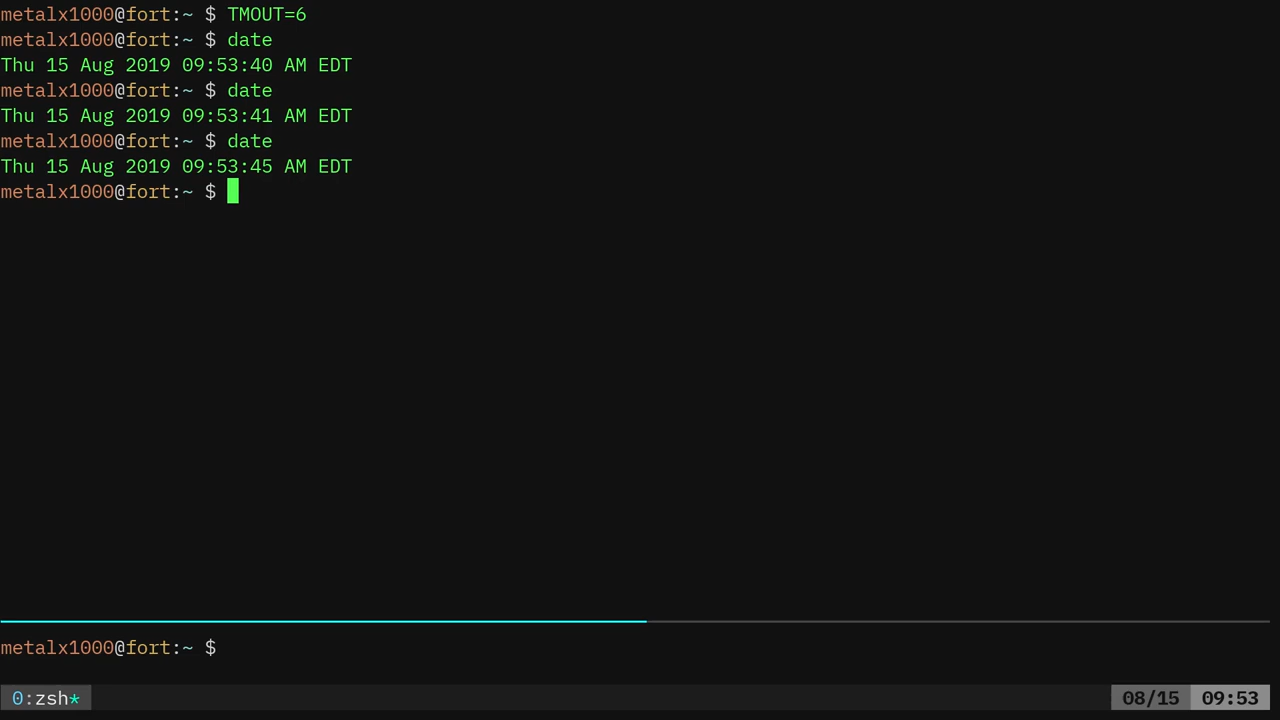 metalx1000@fort:~ $ TMOUT=6
metalx1000@fort:~ $ date
Thu 15 Aug 2019 09:53:40 AM EDT
metalx1000@fort:~ $ date
Thu 15 Aug 2019 09:53:41 AM EDT
metalx1000@fort:~ $ date
Thu 15 Aug 2019 09:53:45 AM EDT
metalx1000@fort:~ $
metalx1000@fort:~ $
0:zsh* 08/15 09:53